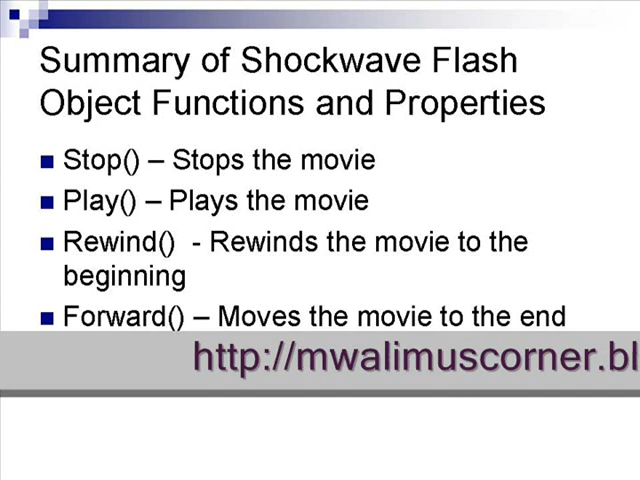 Summary of Shockwave Flash
Object Functions and Properties
Stop() – Stops the movie
Play() – Plays the movie
Rewind()  - Rewinds the movie to the
beginning
Forward() – Moves the movie to the end
http://mwalimuscorner.bl